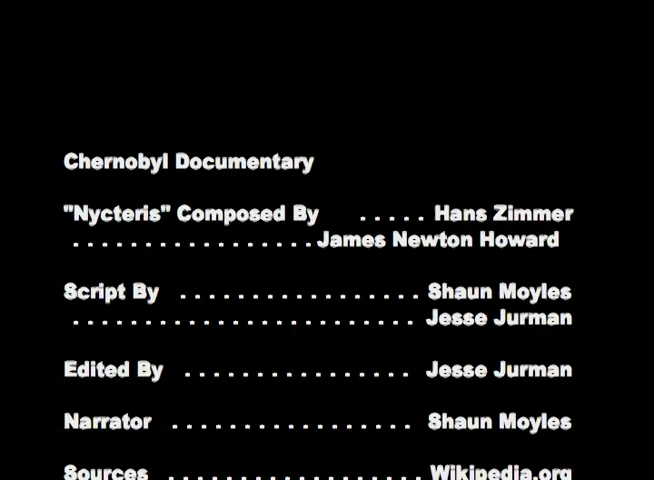 Chernobyl Documentary
"Nycteris" Composed By ..... Hans Zimmer
.................James Newton Howard
Script By ................. Shaun Moyles
........................ Jesse Jurman
Edited By ................ Jesse Jurman
Narrator ................. Shaun Moyles
Sources .................. Wikipedia.org